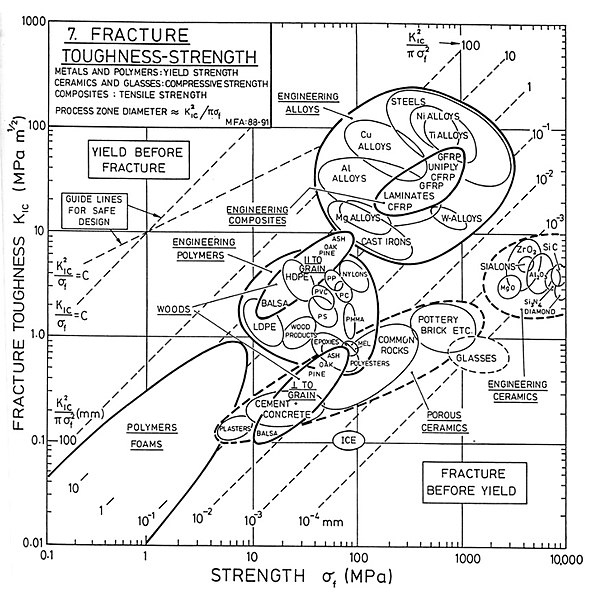 7. FRACTURE
TOUGHNESS-STRENGTH
METALS AND POLYMERS: YIELD STRENGTH
CERAMICS AND GLASSES: COMPRESSIVE STRENGTH
COMPOSITES : TENSILE STRENGTH
PROCESS ZONE DIAMETER ≈ K²IC/πσf
M.F.A: 88-91
K²IC
πσf²
100
10
1
10⁻¹
10⁻²
10⁻³
1000
100
10
1.0
0.1
0.01
FRACTURE TOUGHNESS KIC (MPa m^1/2)
YIELD BEFORE
FRACTURE
GUIDE LINES
FOR SAFE
DESIGN
K²IC
σf = C
KIC
σf = C
K²IC
πσf² (mm)
100
10
1
10⁻¹
10⁻²
10⁻³
10⁻⁴ mm
ENGINEERING
ALLOYS
STEELS
Ni ALLOYS
Ti ALLOYS
Cu
ALLOYS
Al
ALLOYS
GFRP
UNIPLY
CFRP
GFRP
LAMINATES
CFRP
Mg ALLOYS
W-ALLOYS
CAST IRONS
ENGINEERING
COMPOSITES
ENGINEERING
POLYMERS
ASH
OAK
PINE
|| TO
GRAIN
HDPE
PP
NYLONS
PVC
PC
BALSA
PS
PMMA
LDPE
WOOD
PRODUCTS
EPOXIES
MEL
POLYESTERS
WOODS
ASH
OAK
PINE
⊥ TO
GRAIN
CEMENT +
CONCRETE
PLASTERS
BALSA
ICE
COMMON
ROCKS
POTTERY
BRICK ETC.
GLASSES
POROUS
CERAMICS
ZrO₂
SiC
SIALONS
Al₂O₃
MgO
Si₃N₄
DIAMOND
ENGINEERING
CERAMICS
POLYMERS
FOAMS
FRACTURE
BEFORE YIELD
0.1
1
10
100
1000
10,000
STRENGTH σf (MPa)